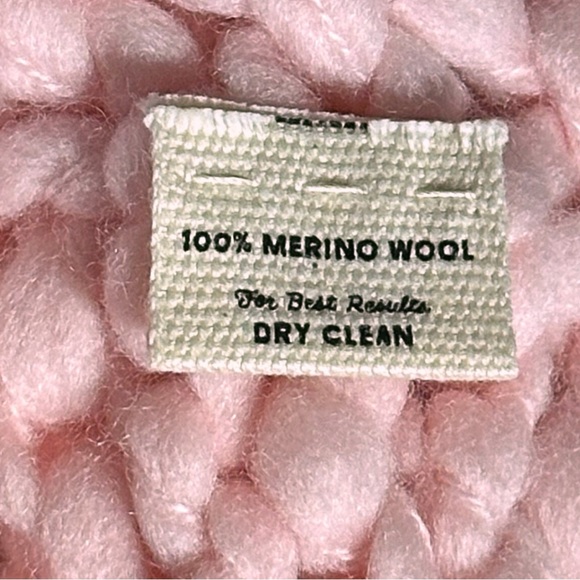 100% MERINO WOOL
For Best Results,
DRY CLEAN